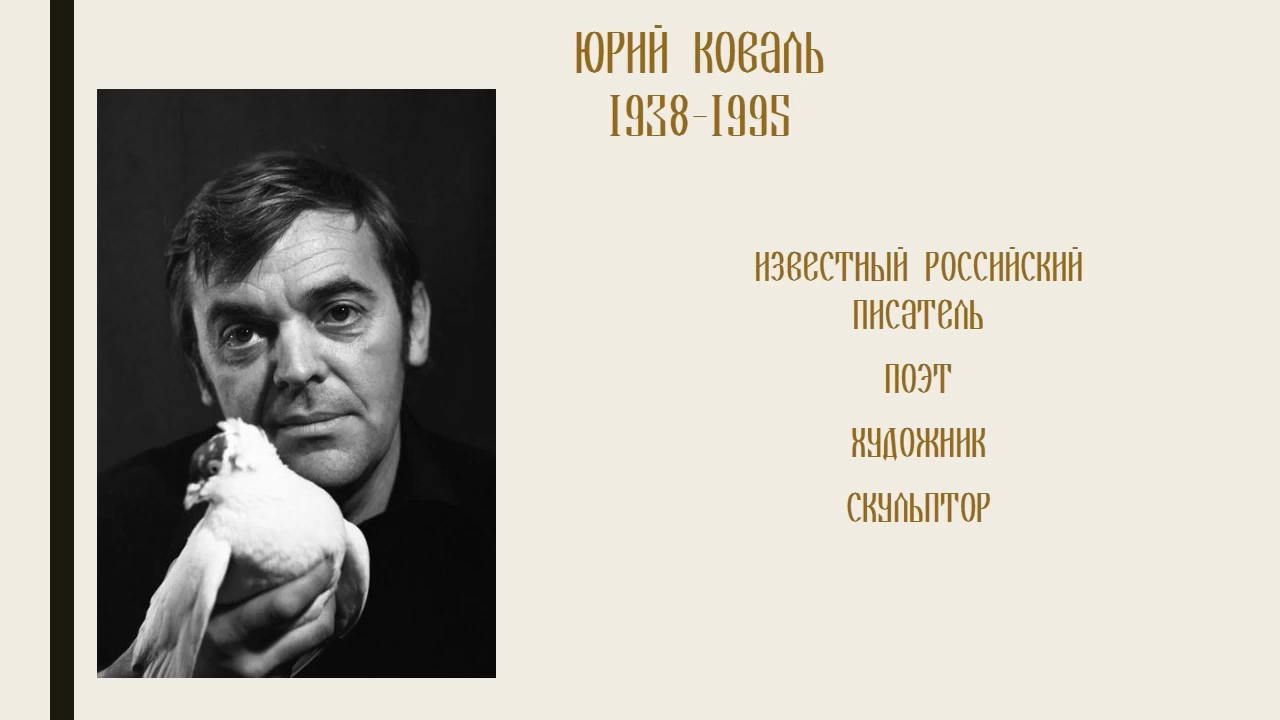 Юрий Коваль
1938-1995
Известный российский
писатель
поэт
художник
скульптор